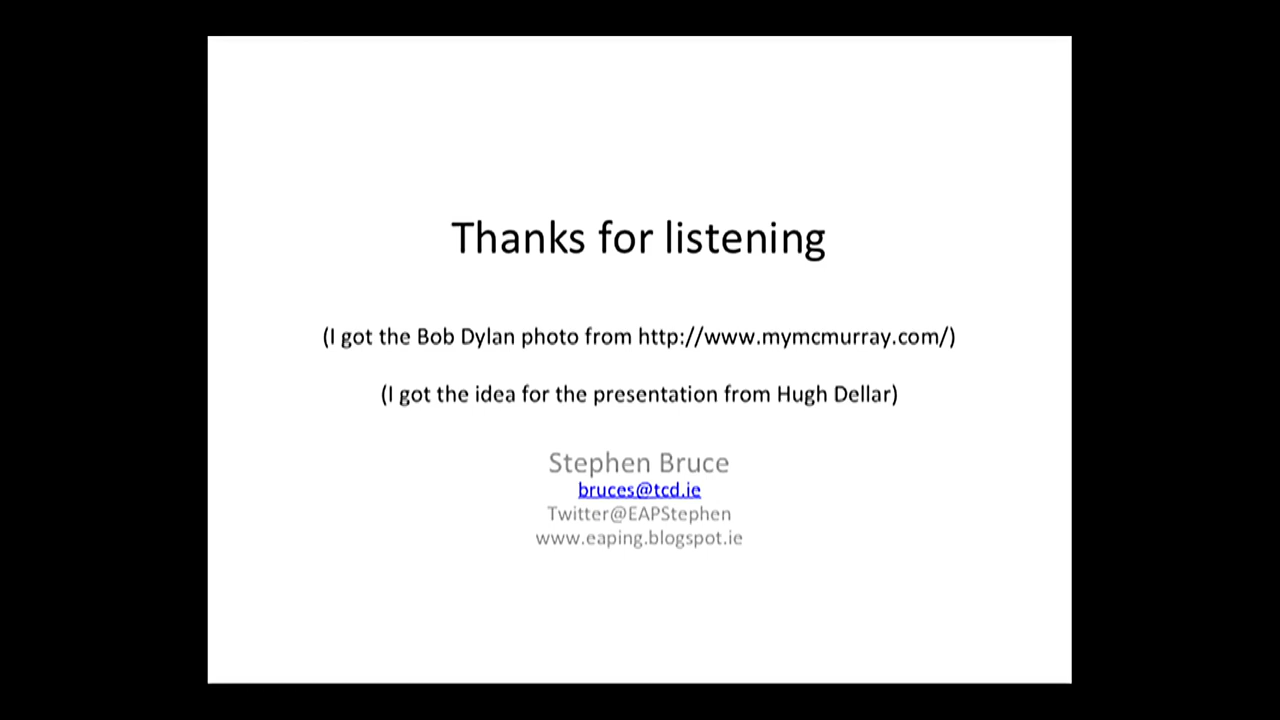 Thanks for listening
(I got the Bob Dylan photo from http://www.mymcmurray.com/)
(I got the idea for the presentation from Hugh Dellar)
Stephen Bruce
bruces@tcd.ie
Twitter@EAPStephen
www.eaping.blogspot.ie